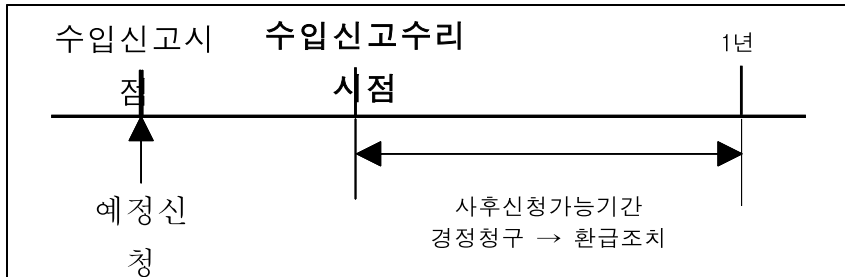 수입신고시
점
수입신고수리
시점
1년
예정신
청
사후신청가능기간
경정청구 → 환급조치